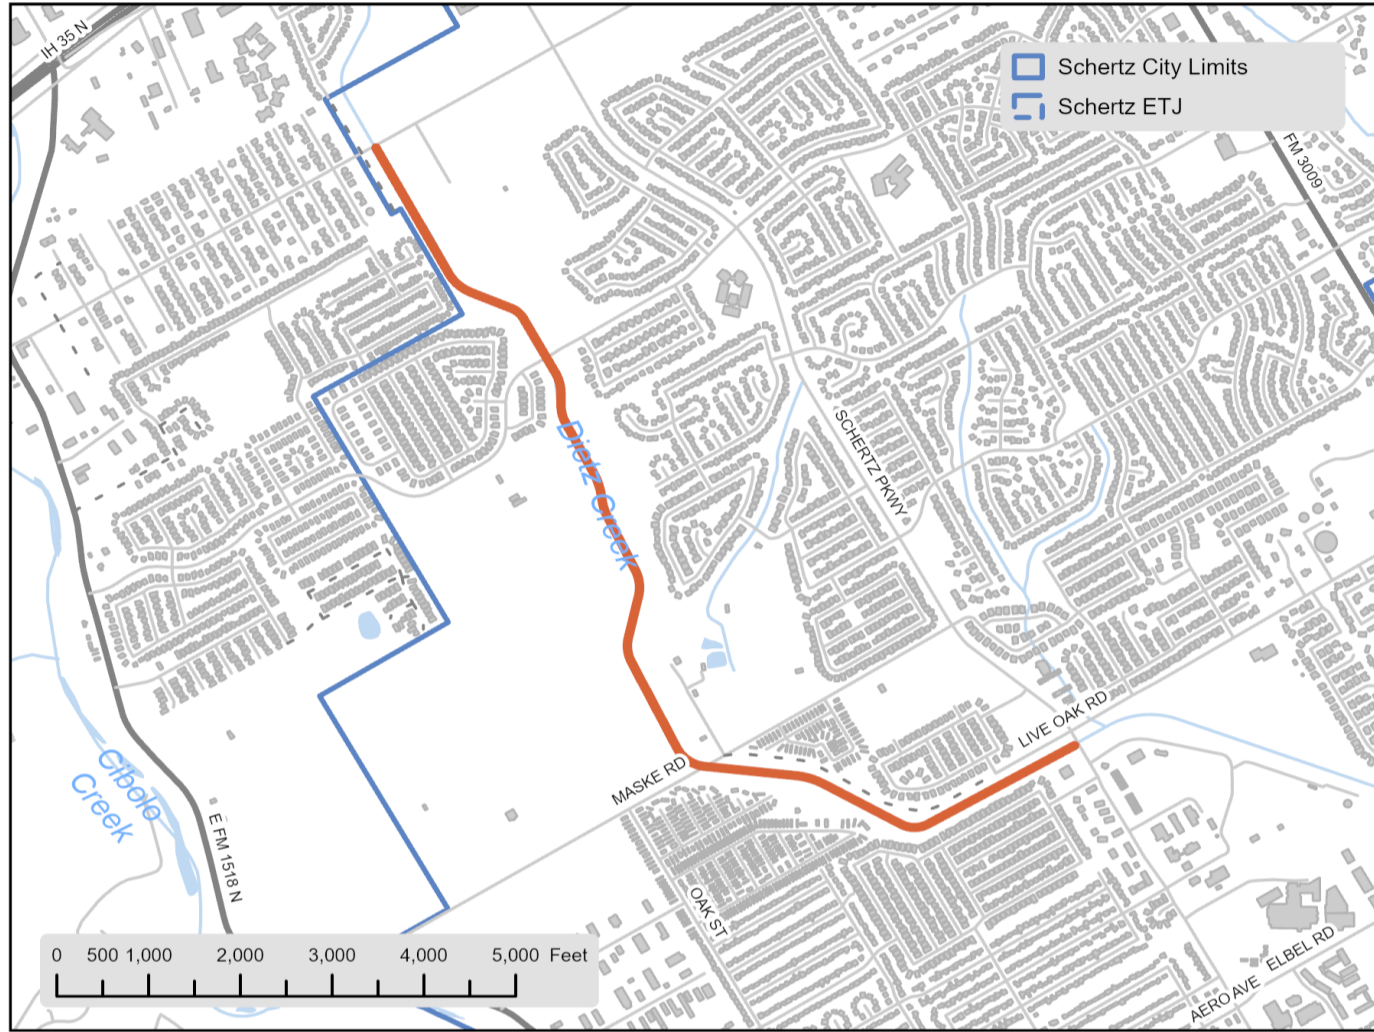 IH 35 N
Schertz City Limits
Schertz ETJ
FM 3009
SCHERTZ PKWY
Dietz Creek
LIVE OAK RD
MASKE RD
Cibolo
Creek
E FM 1518 N
OAK ST
ELBEL RD
AERO AVE
0 500 1,000 2,000 3,000 4,000 5,000 Feet